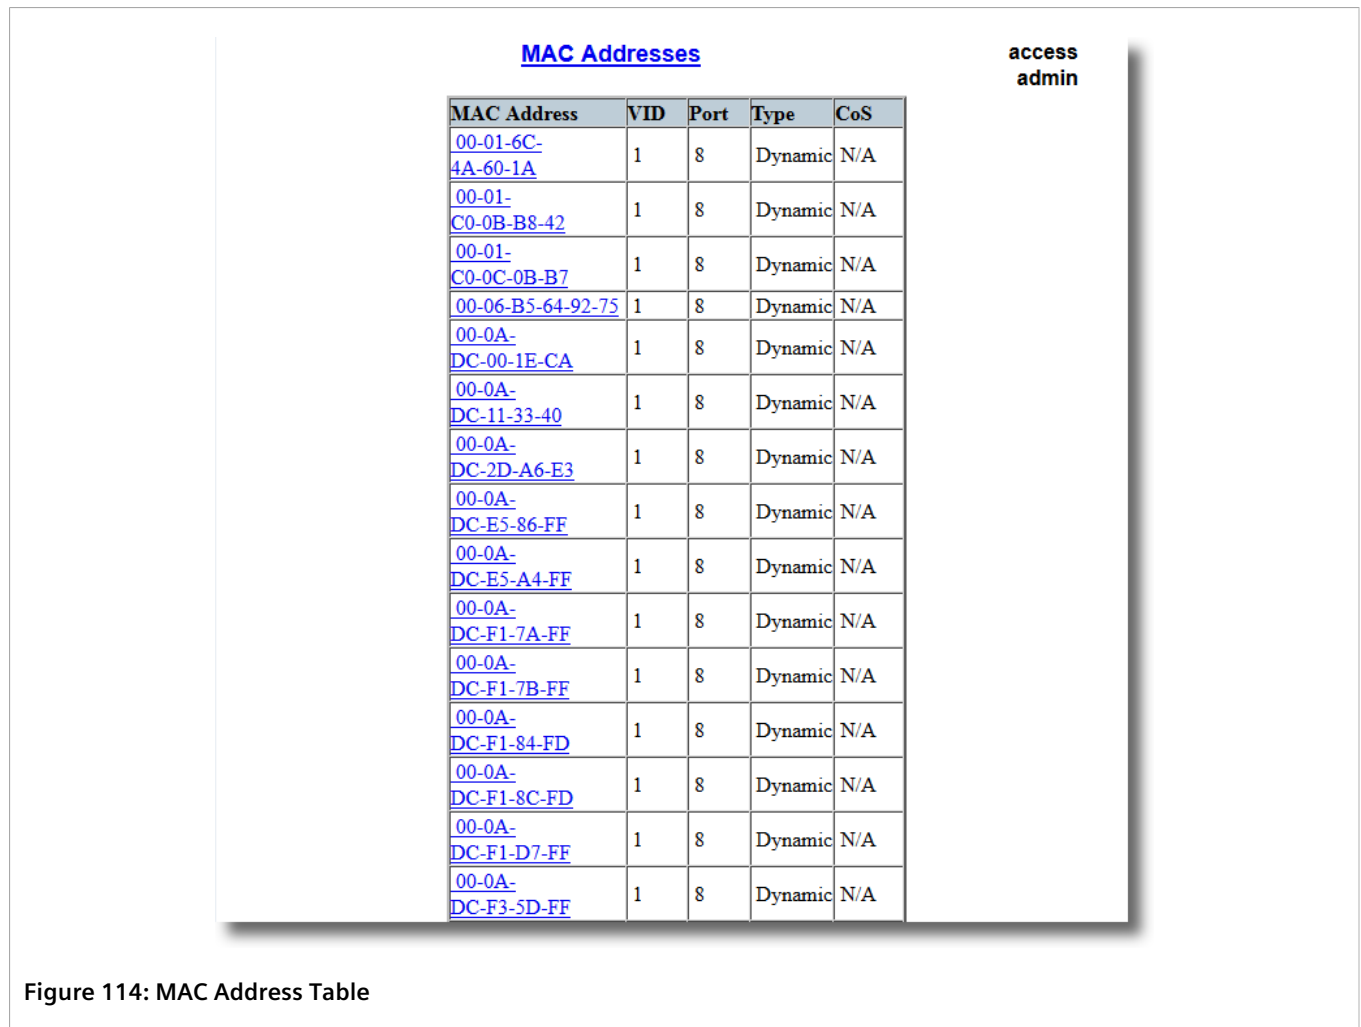 MAC Addresses
access
admin
MAC Address VID Port Type CoS
00-01-6C-
4A-60-1A 1 8 Dynamic N/A
00-01-
C0-0B-B8-42 1 8 Dynamic N/A
00-01-
C0-0C-0B-B7 1 8 Dynamic N/A
00-06-B5-64-92-75 1 8 Dynamic N/A
00-0A-
DC-00-1E-CA 1 8 Dynamic N/A
00-0A-
DC-11-33-40 1 8 Dynamic N/A
00-0A-
DC-2D-A6-E3 1 8 Dynamic N/A
00-0A-
DC-E5-86-FF 1 8 Dynamic N/A
00-0A-
DC-E5-A4-FF 1 8 Dynamic N/A
00-0A-
DC-F1-7A-FF 1 8 Dynamic N/A
00-0A-
DC-F1-7B-FF 1 8 Dynamic N/A
00-0A-
DC-F1-84-FD 1 8 Dynamic N/A
00-0A-
DC-F1-8C-FD 1 8 Dynamic N/A
00-0A-
DC-F1-D7-FF 1 8 Dynamic N/A
00-0A-
DC-F3-5D-FF 1 8 Dynamic N/A
Figure 114: MAC Address Table